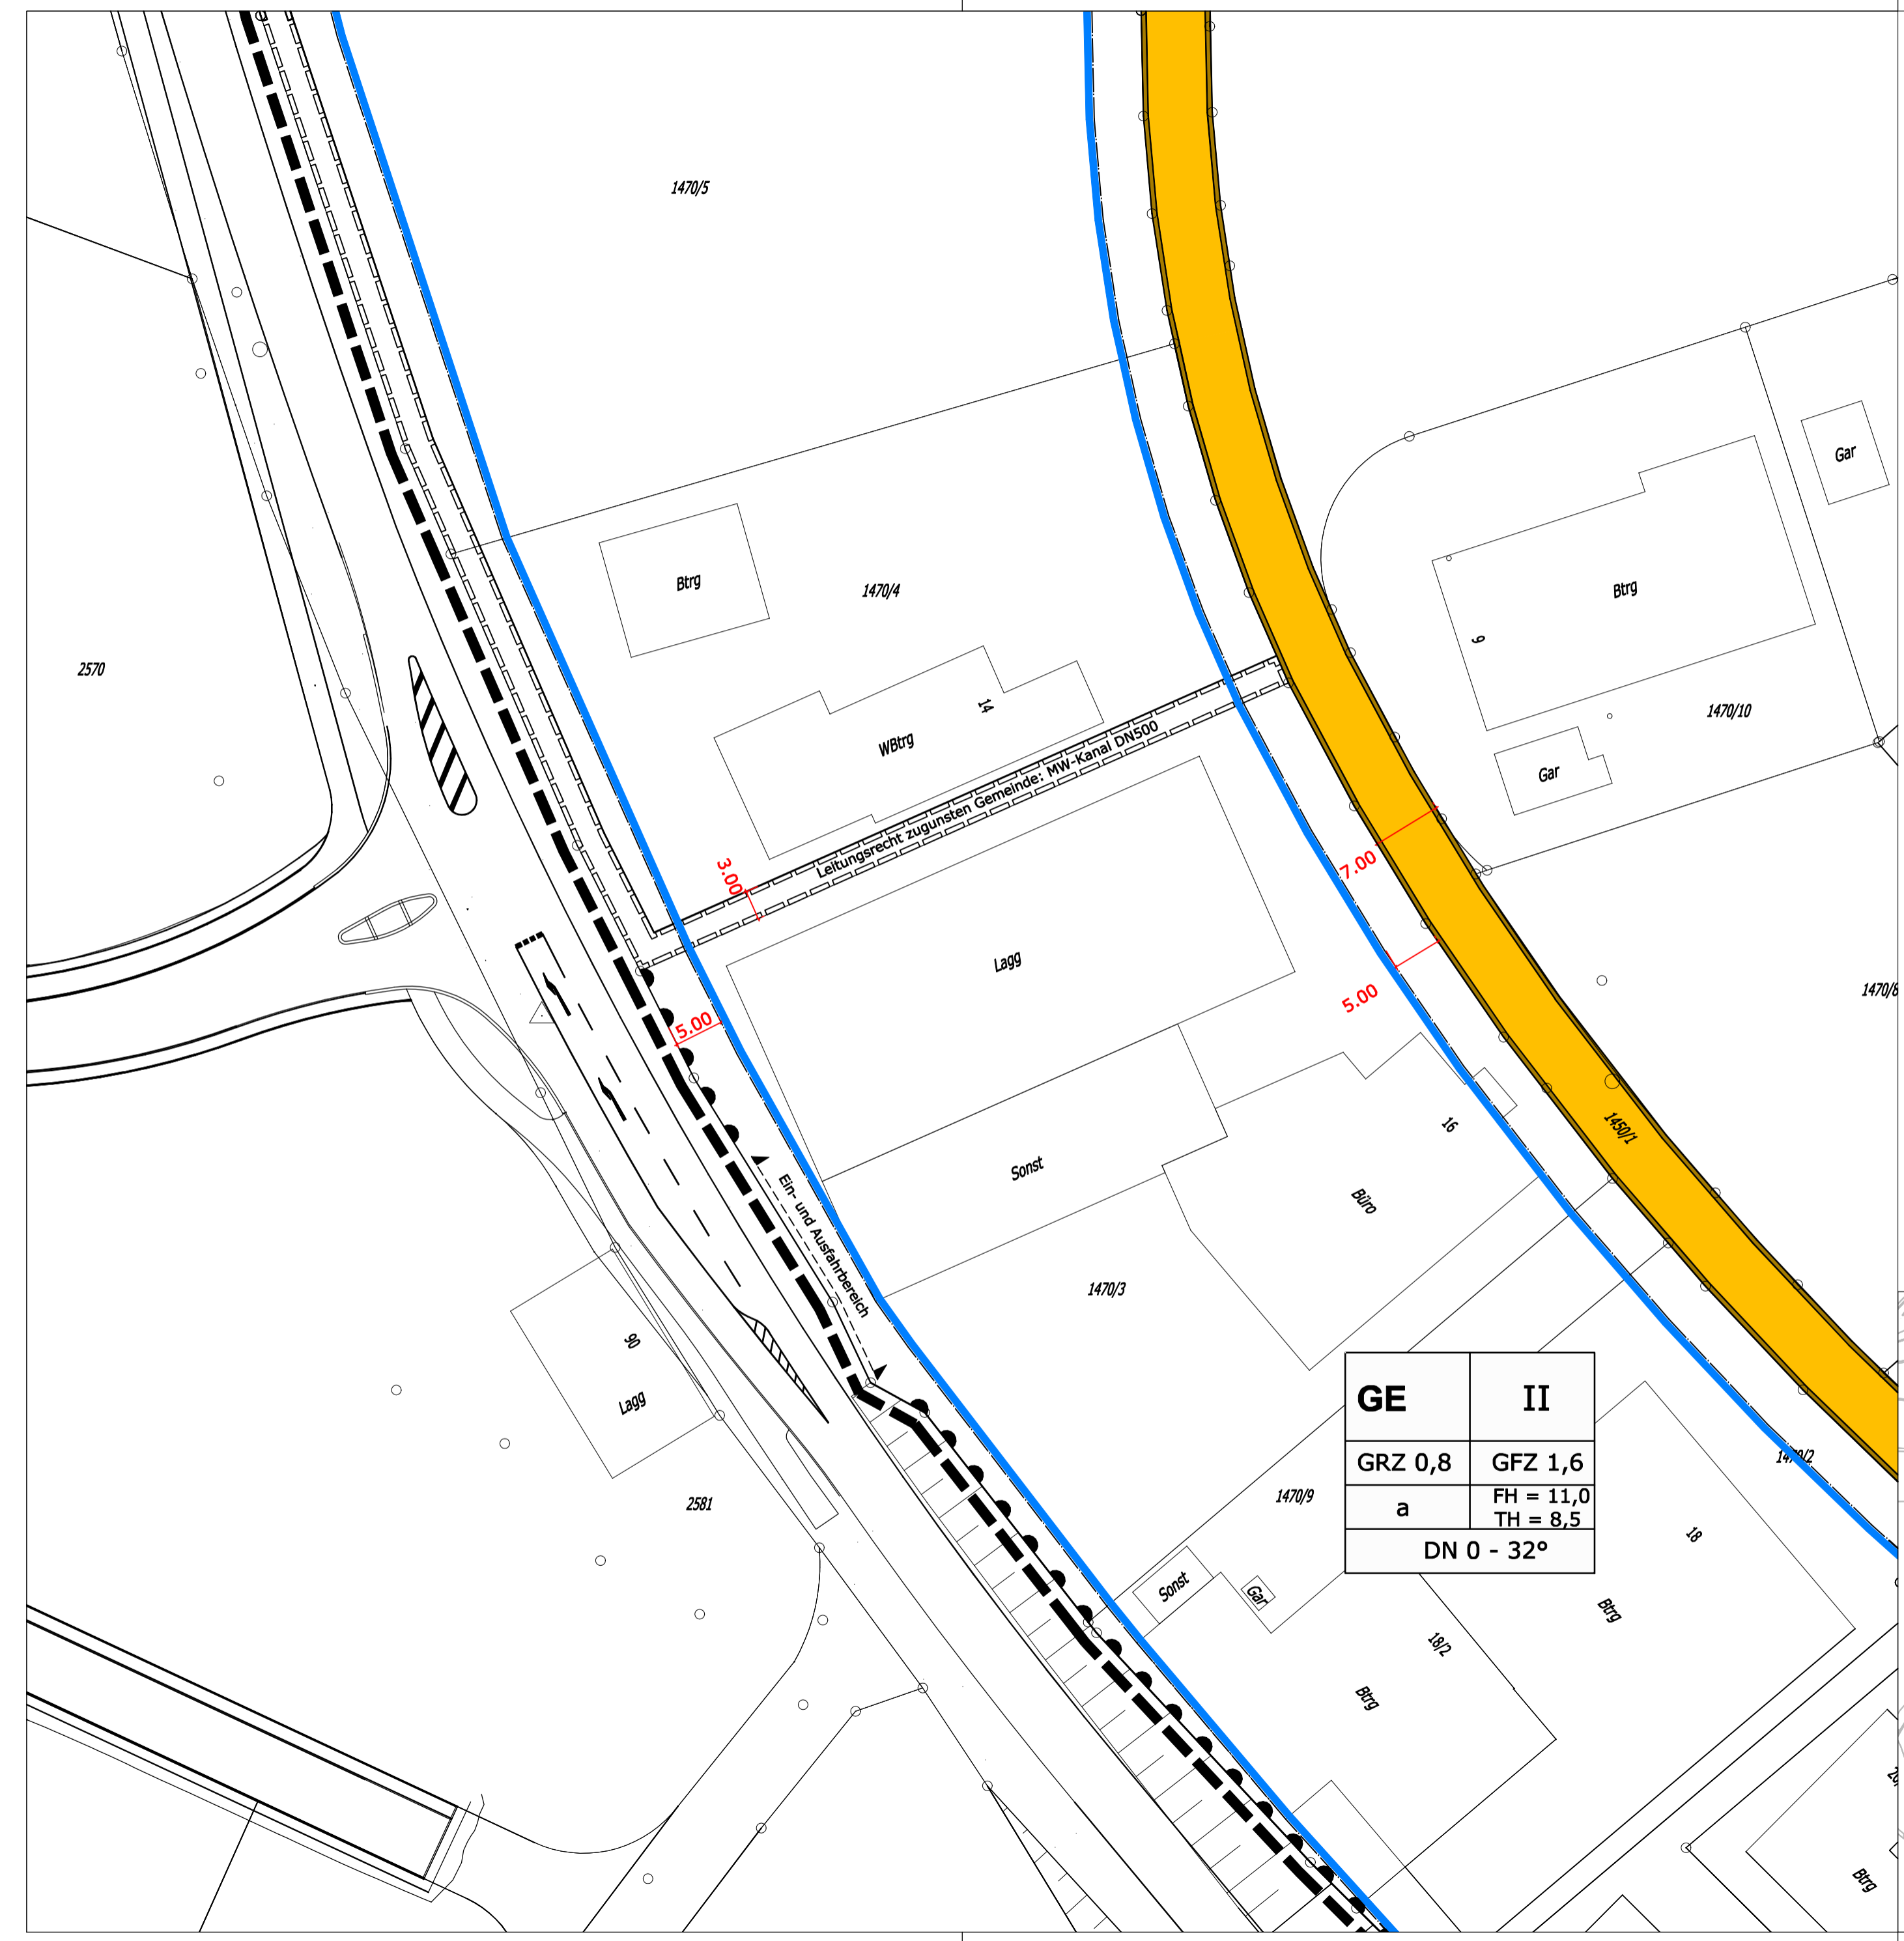 1470/5
Gar
Btrg
1470/4
Btrg
9
2570
14
1470/10
WBtrg
Gar
Leitungsrecht zugunsten Gemeinde: MW-Kanal DN500
3.00
7.00
Lagg
5.00
1470/8
5.00
1450/1
16
Sonst
Ein- und Ausfahrbereich
Büro
1470/3
90
Lagg
GE II
GRZ 0,8 GFZ 1,6
a FH = 11,0
TH = 8,5
DN 0 - 32°
1470/2
1470/9
2581
18
Sonst
Gar
Btrg
18/2
Btrg
Btrg